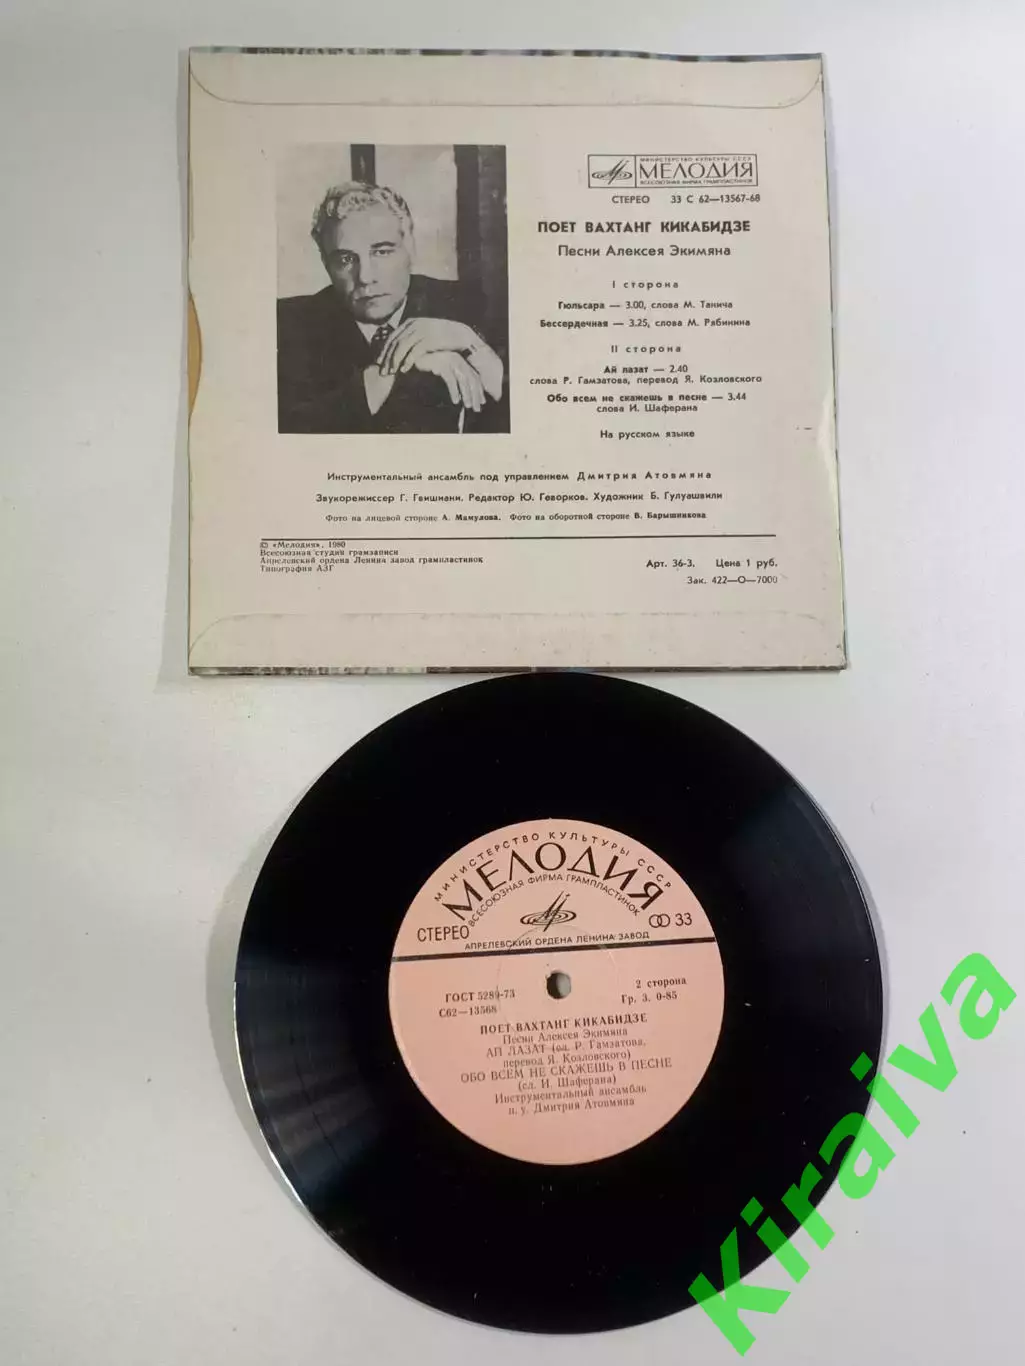 МИНИСТЕРСТВО КУЛЬТУРЫ СССР
МЕЛОДИЯ
ВСЕСОЮЗНАЯ ФИРМА ГРАМПЛАСТИНОК
СТЕРЕО 33 С 62—13567-68
ПОЕТ ВАХТАНГ КИКАБИДЗЕ
Песни Алексея Экимяна
I сторона
Гюльсара — 3.00, слова М. Танича
Бессердечная — 3.25, слова М. Рябинина
II сторона
Ай лазат — 2.40
слова Р. Гамзатова, перевод Я. Козловского
Обо всем не скажешь в песне — 3.44
слова И. Шаферана
На русском языке
Инструментальный ансамбль под управлением Дмитрия Атовмяна
Звукорежиссер Г. Гвишиани. Редактор Ю. Геворков. Художник Б. Гулуашвили
Фото на лицевой стороне А. Мамулова. Фото на оборотной стороне В. Барышникова
© «Мелодия», 1980
Всесоюзная студия грамзаписи
Апрелевский ордена Ленина завод грампластинок
Типография АЗГ
Арт. 36-3. Цена 1 руб.
Зак. 422—О—7000
МИНИСТЕРСТВО КУЛЬТУРЫ СССР
МЕЛОДИЯ
ВСЕСОЮЗНАЯ ФИРМА ГРАМПЛАСТИНОК
СТЕРЕО 33
АПРЕЛЕВСКИЙ ОРДЕНА ЛЕНИНА ЗАВОД
ГОСТ 5289-73 2 сторона
С62—13568 Гр. 3. 0-85
ПОЕТ ВАХТАНГ КИКАБИДЗЕ
Песни Алексея Экимяна
АЙ ЛАЗАТ (сл. Р. Гамзатова,
перевод Я. Козловского)
ОБО ВСЕМ НЕ СКАЖЕШЬ В ПЕСНЕ
(сл. И. Шаферана)
Инструментальный ансамбль
п. у. Дмитрия Атовмяна
Kiraiva